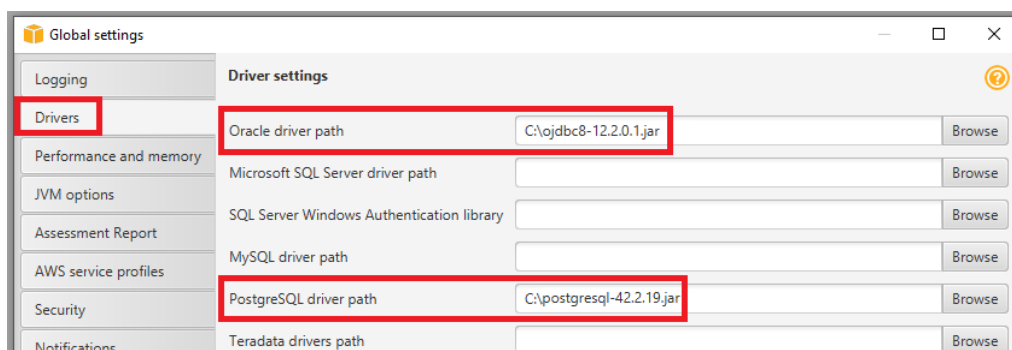 Global settings
Logging
Drivers
Performance and memory
JVM options
Assessment Report
AWS service profiles
Security
Notifications
Driver settings
Oracle driver path C:\ojdbc8-12.2.0.1.jar Browse
Microsoft SQL Server driver path Browse
SQL Server Windows Authentication library Browse
MySQL driver path Browse
PostgreSQL driver path C:\postgresql-42.2.19.jar Browse
Teradata drivers path Browse